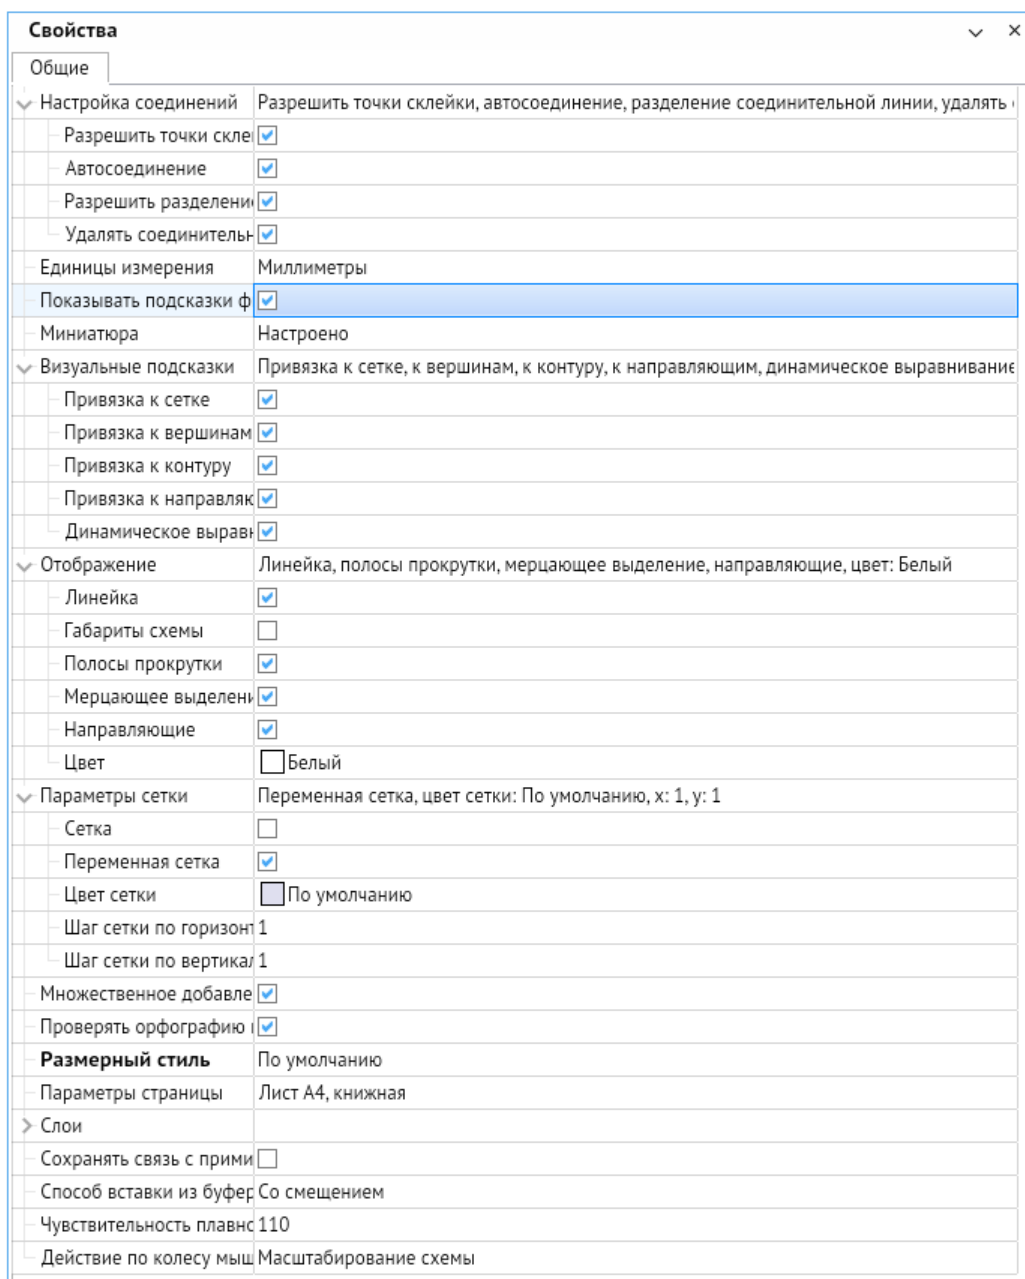 Свойства
Общие
Настройка соединений Разрешить точки склейки, автосоединение, разделение соединительной линии, удалять
Разрешить точки скле
Автосоединение
Разрешить разделени
Удалять соединительн
Единицы измерения Миллиметры
Показывать подсказки ф
Миниатюра Настроено
Визуальные подсказки Привязка к сетке, к вершинам, к контуру, к направляющим, динамическое выравнивание
Привязка к сетке
Привязка к вершинам
Привязка к контуру
Привязка к направляю
Динамическое вырав
Отображение Линейка, полосы прокрутки, мерцающее выделение, направляющие, цвет: Белый
Линейка
Габариты схемы
Полосы прокрутки
Мерцающее выделени
Направляющие
Цвет Белый
Параметры сетки Переменная сетка, цвет сетки: По умолчанию, x: 1, y: 1
Сетка
Переменная сетка
Цвет сетки По умолчанию
Шаг сетки по горизонт 1
Шаг сетки по вертикал 1
Множественное добавле
Проверять орфографию
Размерный стиль По умолчанию
Параметры страницы Лист A4, книжная
Слои
Сохранять связь с прими
Способ вставки из буфер Со смещением
Чувствительность плавно 110
Действие по колесу мыш Масштабирование схемы